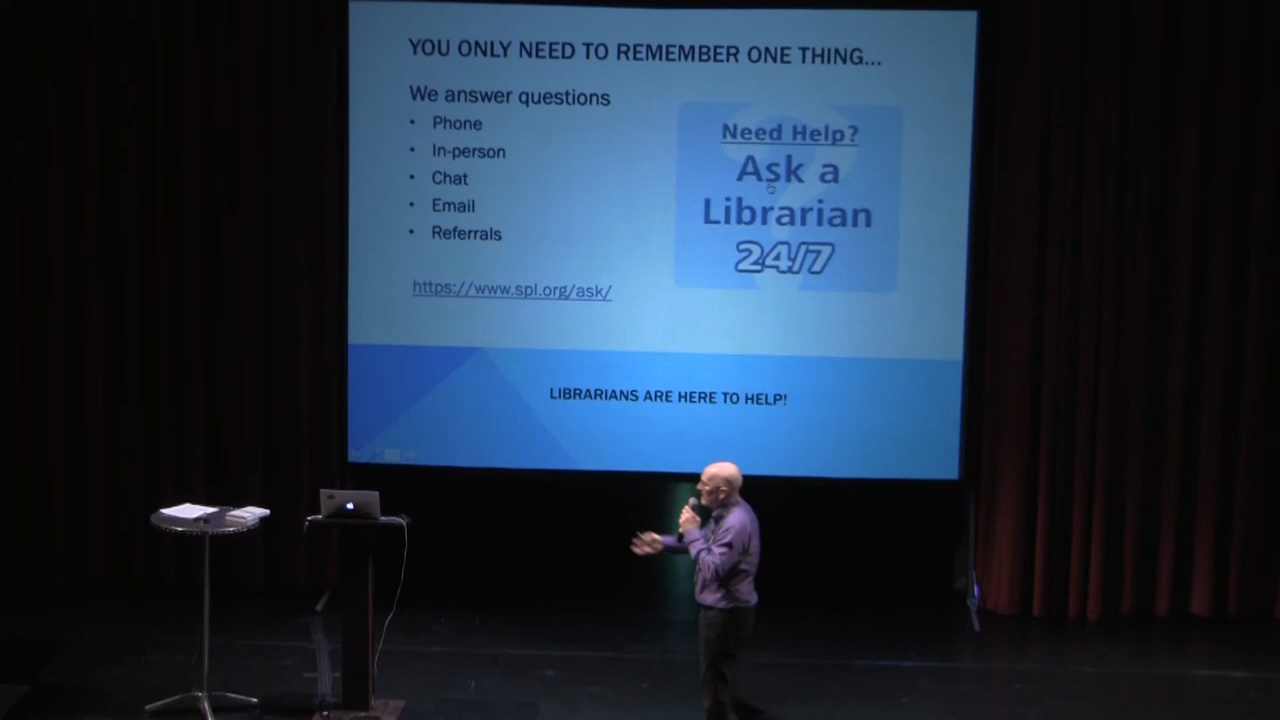 YOU ONLY NEED TO REMEMBER ONE THING...
We answer questions
• Phone
• In-person
• Chat
• Email
• Referrals
https://www.spl.org/ask/
Need Help?
Ask a
Librarian
24/7
LIBRARIANS ARE HERE TO HELP!